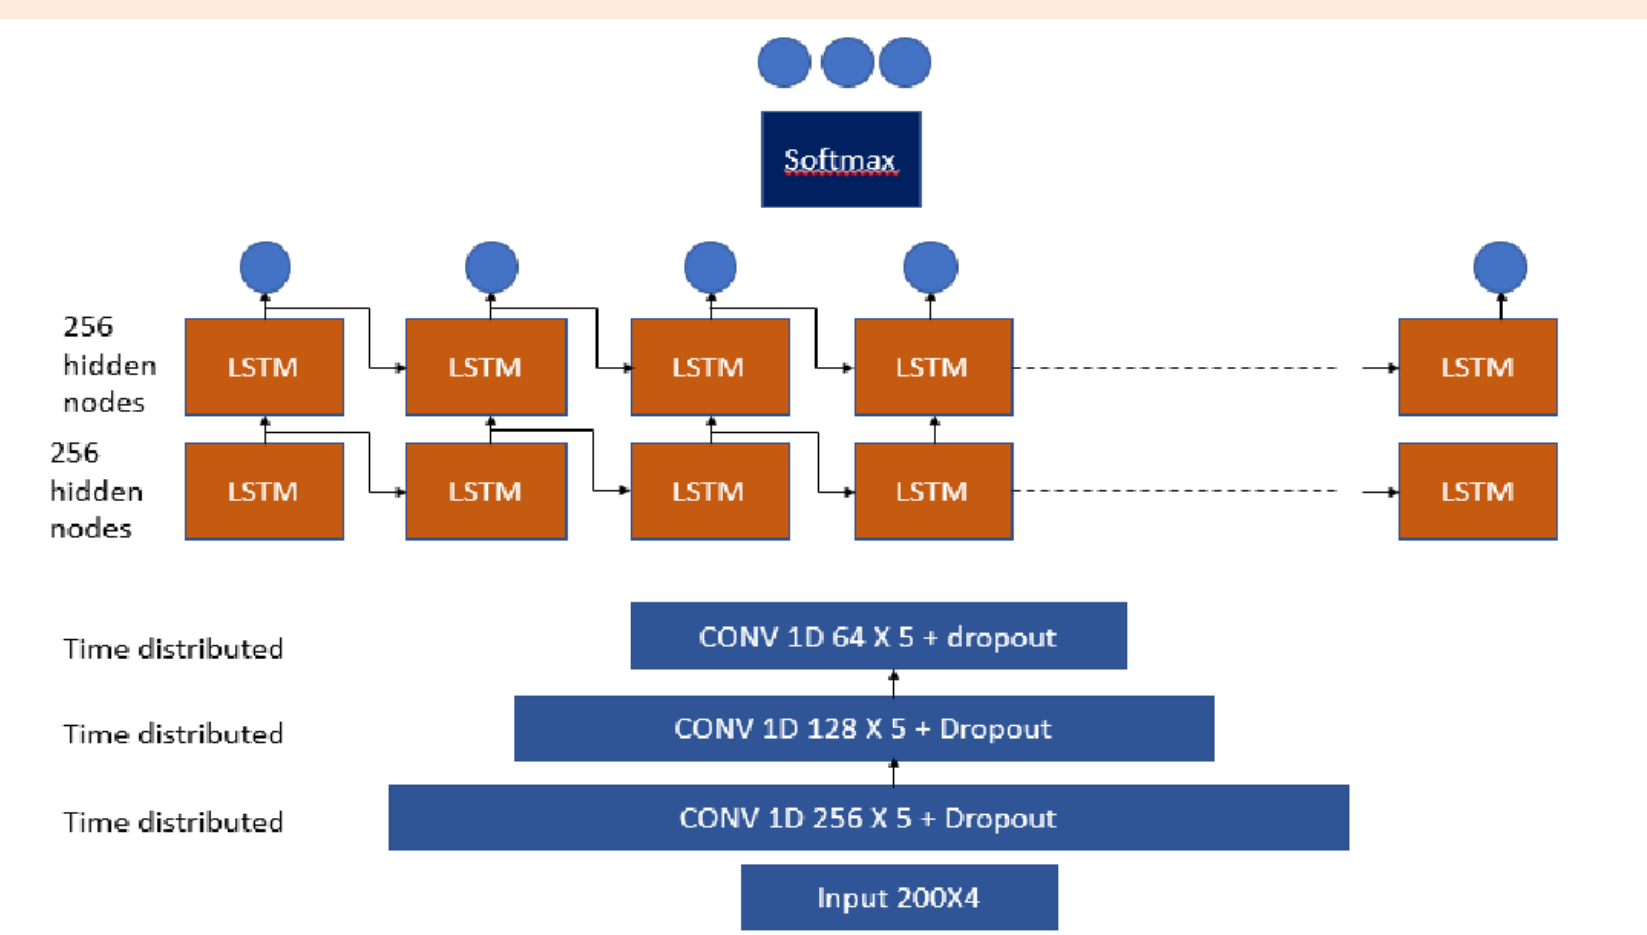 Softmax
256
hidden
nodes
LSTM LSTM LSTM LSTM LSTM
256
hidden
nodes
LSTM LSTM LSTM LSTM LSTM
Time distributed
CONV 1D 64 X 5 + dropout
Time distributed
CONV 1D 128 X 5 + Dropout
Time distributed
CONV 1D 256 X 5 + Dropout
Input 200X4